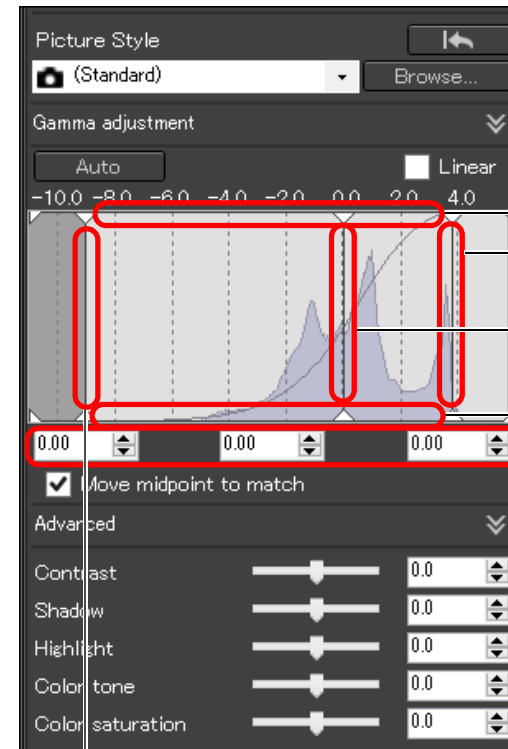 Picture Style
(Standard)
Browse...
Gamma adjustment
Auto
Linear
-10.0 -8.0 -6.0 -4.0 -2.0 0.0 2.0 4.0
0.00 0.00 0.00
Move midpoint to match
Advanced
Contrast 0.0
Shadow 0.0
Highlight 0.0
Color tone 0.0
Color saturation 0.0